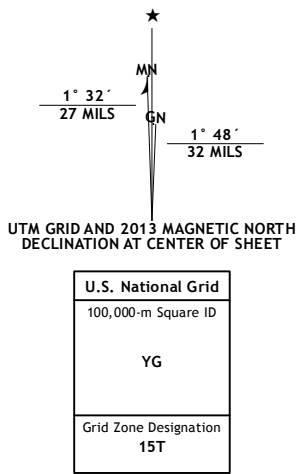 ★
MN
1° 32´
27 MILS
GN
1° 48´
32 MILS
UTM GRID AND 2013 MAGNETIC NORTH
DECLINATION AT CENTER OF SHEET
U.S. National Grid
100,000-m Square ID
YG
Grid Zone Designation
15T